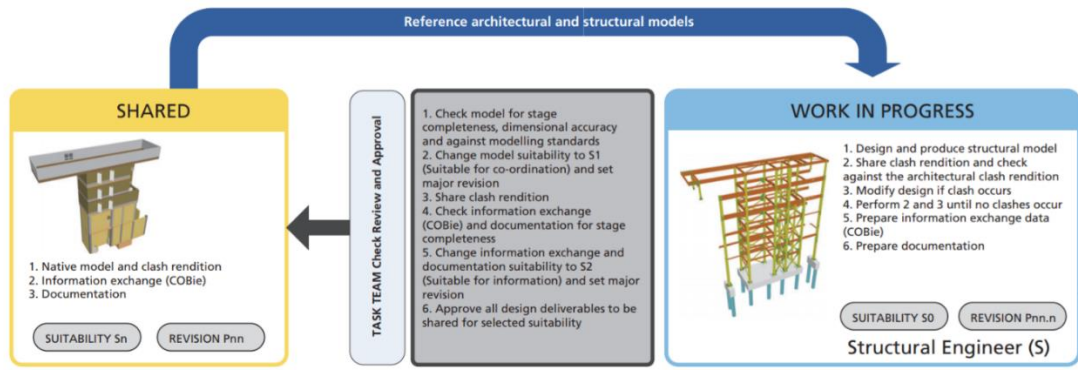 Reference architectural and structural models
SHARED
1. Native model and clash rendition
2. Information exchange (COBie)
3. Documentation
SUITABILITY Sn
REVISION Pnn
TASK TEAM Check Review and Approval
1. Check model for stage
completeness, dimensional accuracy
and against modelling standards
2. Change model suitability to S1
(Suitable for co-ordination) and set
major revision
3. Share clash rendition
4. Check information exchange
(COBie) and documentation for stage
completeness
5. Change information exchange and
documentation suitability to S2
(Suitable for information) and set major
revision
6. Approve all design deliverables to be
shared for selected suitability
WORK IN PROGRESS
1. Design and produce structural model
2. Share clash rendition and check
against the architectural clash rendition
3. Modify design if clash occurs
4. Perform 2 and 3 until no clashes occur
5. Prepare information exchange data
(COBie)
6. Prepare documentation
SUITABILITY S0
REVISION Pnn.n
Structural Engineer (S)